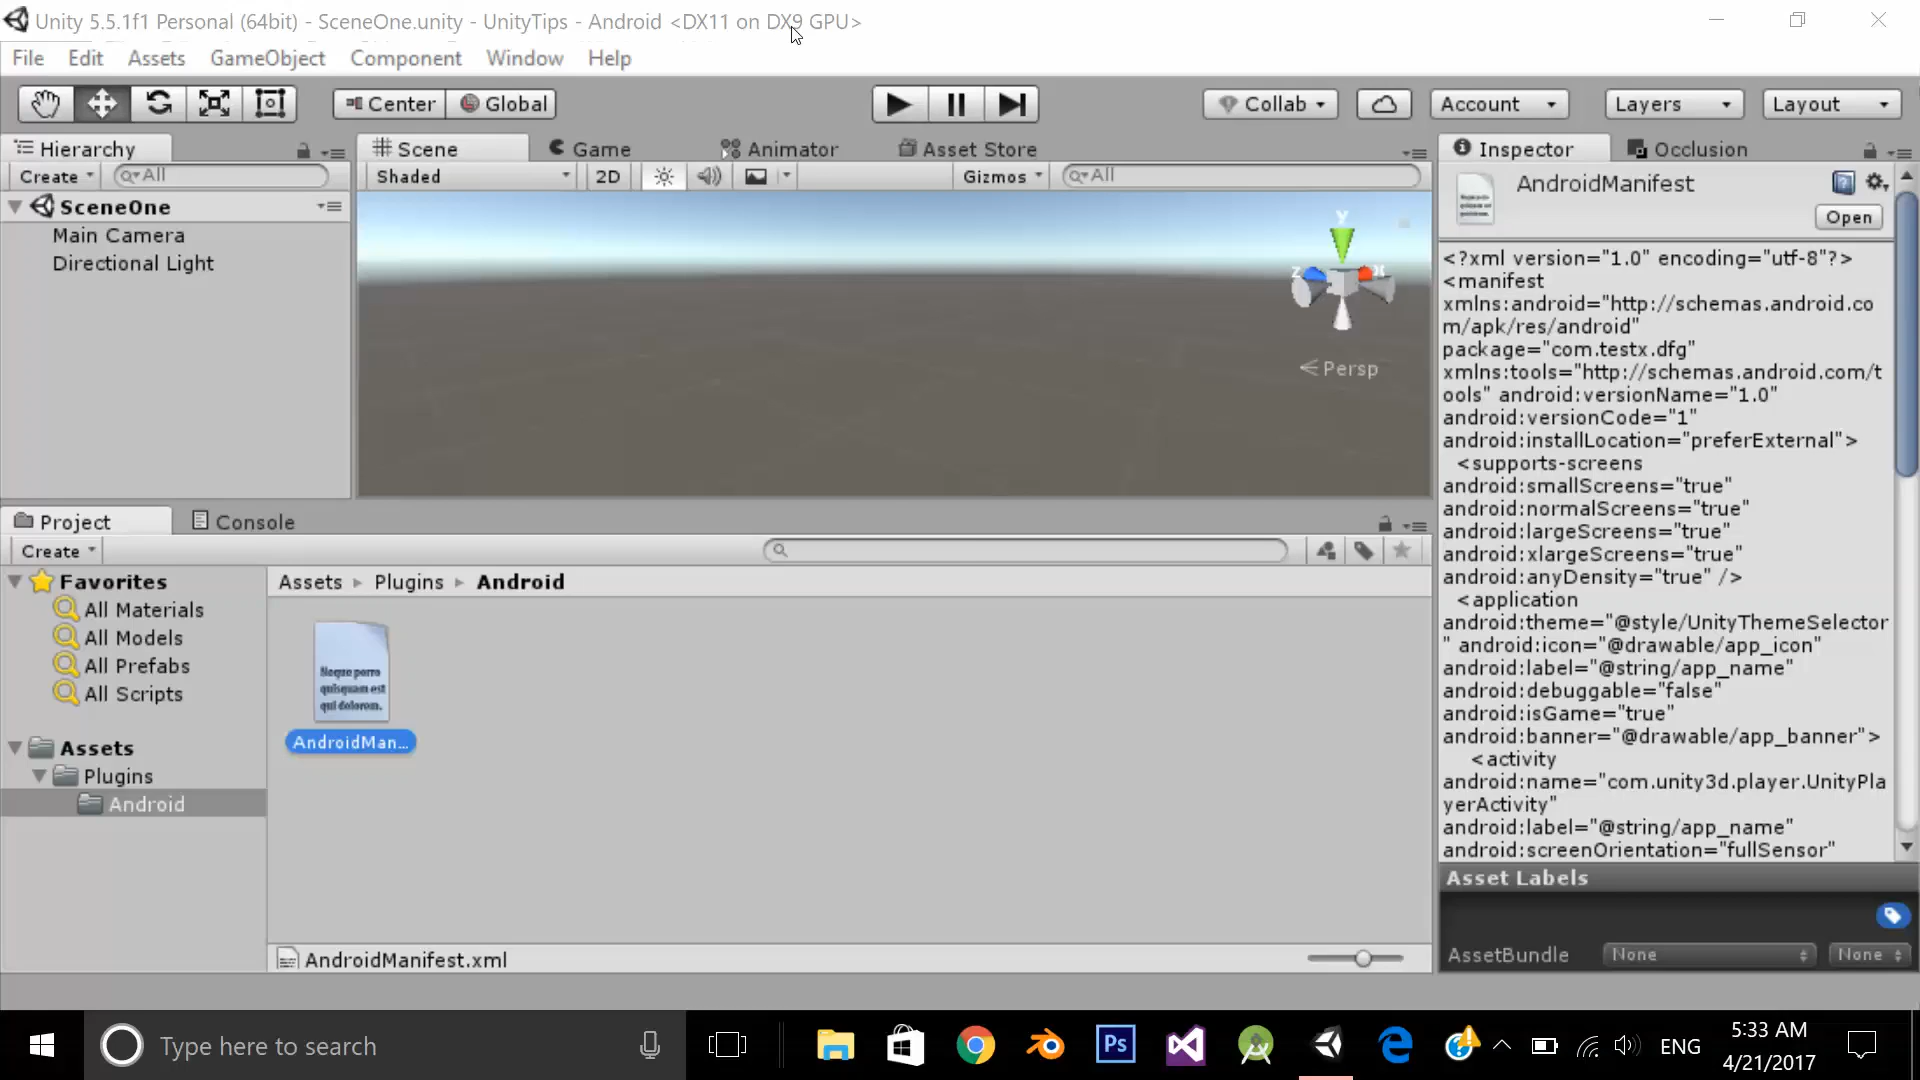 Unity 5.5.1f1 Personal (64bit) - SceneOne.unity - UnityTips - Android <DX11 on DX9 GPU>
File Edit Assets GameObject Component Window Help
Center Global Collab Account Layers Layout
Hierarchy
Create All
SceneOne
Main Camera
Directional Light
Scene Game Animator Asset Store
Shaded 2D Gizmos All
y
z x
Persp
Project Console
Create
Favorites
All Materials
All Models
All Prefabs
All Scripts
Assets
Plugins
Android
Assets Plugins Android
Neque porro
quisquam est
qui dolorem.
AndroidMan...
AndroidManifest.xml
Inspector Occlusion
AndroidManifest
Open
<?xml version="1.0" encoding="utf-8"?>
<manifest
xmlns:android="http://schemas.android.co
m/apk/res/android"
package="com.testx.dfg"
xmlns:tools="http://schemas.android.com/t
ools" android:versionName="1.0"
android:versionCode="1"
android:installLocation="preferExternal">
<supports-screens
android:smallScreens="true"
android:normalScreens="true"
android:largeScreens="true"
android:xlargeScreens="true"
android:anyDensity="true" />
<application
android:theme="@style/UnityThemeSelector
" android:icon="@drawable/app_icon"
android:label="@string/app_name"
android:debuggable="false"
android:isGame="true"
android:banner="@drawable/app_banner">
<activity
android:name="com.unity3d.player.UnityPla
yerActivity"
android:label="@string/app_name"
android:screenOrientation="fullSensor"
Asset Labels
AssetBundle None None
Type here to search
Ps
ENG
5:33 AM
4/21/2017